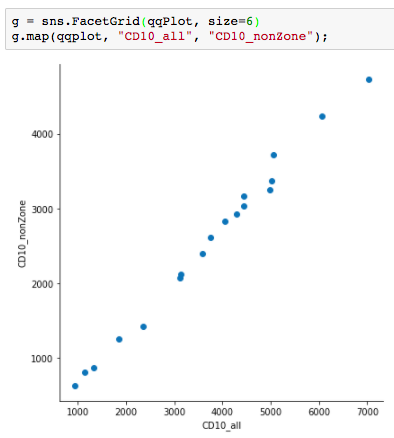 g = sns.FacetGrid(qqPlot, size=6)
g.map(qqplot, "CD10_all", "CD10_nonZone");
4000
3000
2000
1000
CD10_nonZone
1000 2000 3000 4000 5000 6000 7000
CD10_all